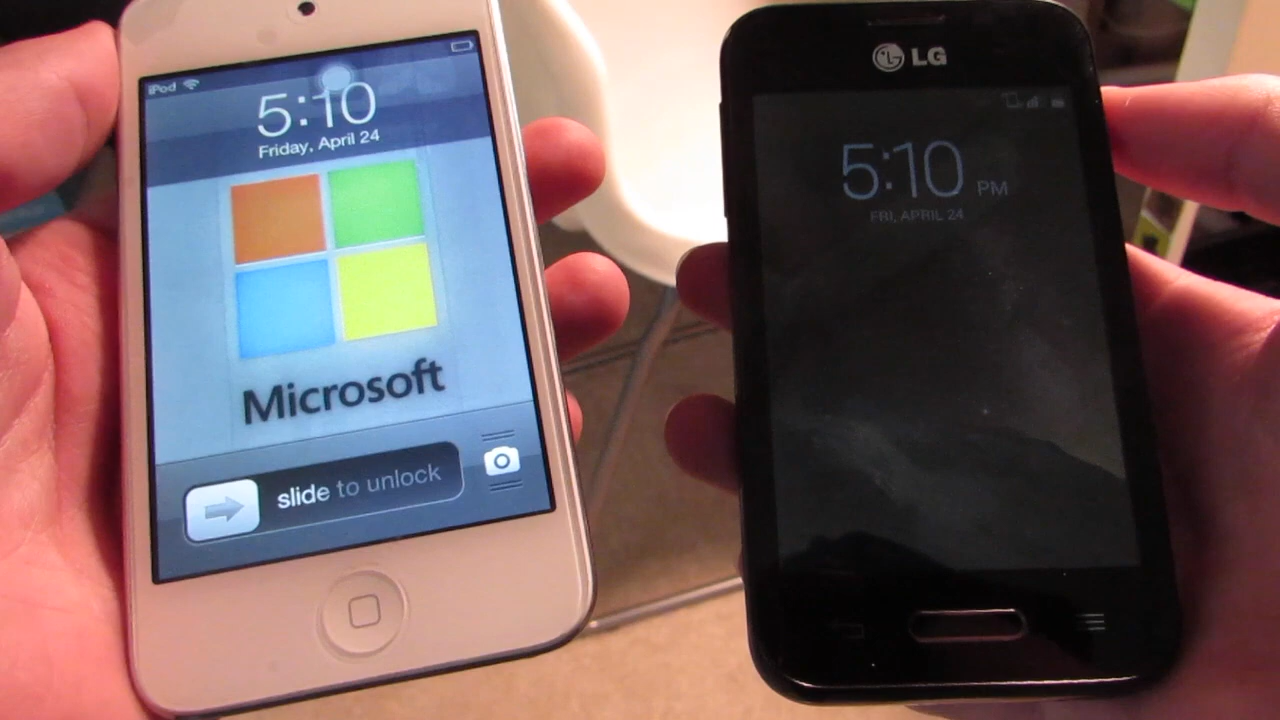 iPod
5:10
Friday, April 24
Microsoft
slide to unlock
LG
5:10 PM
FRI, APRIL 24